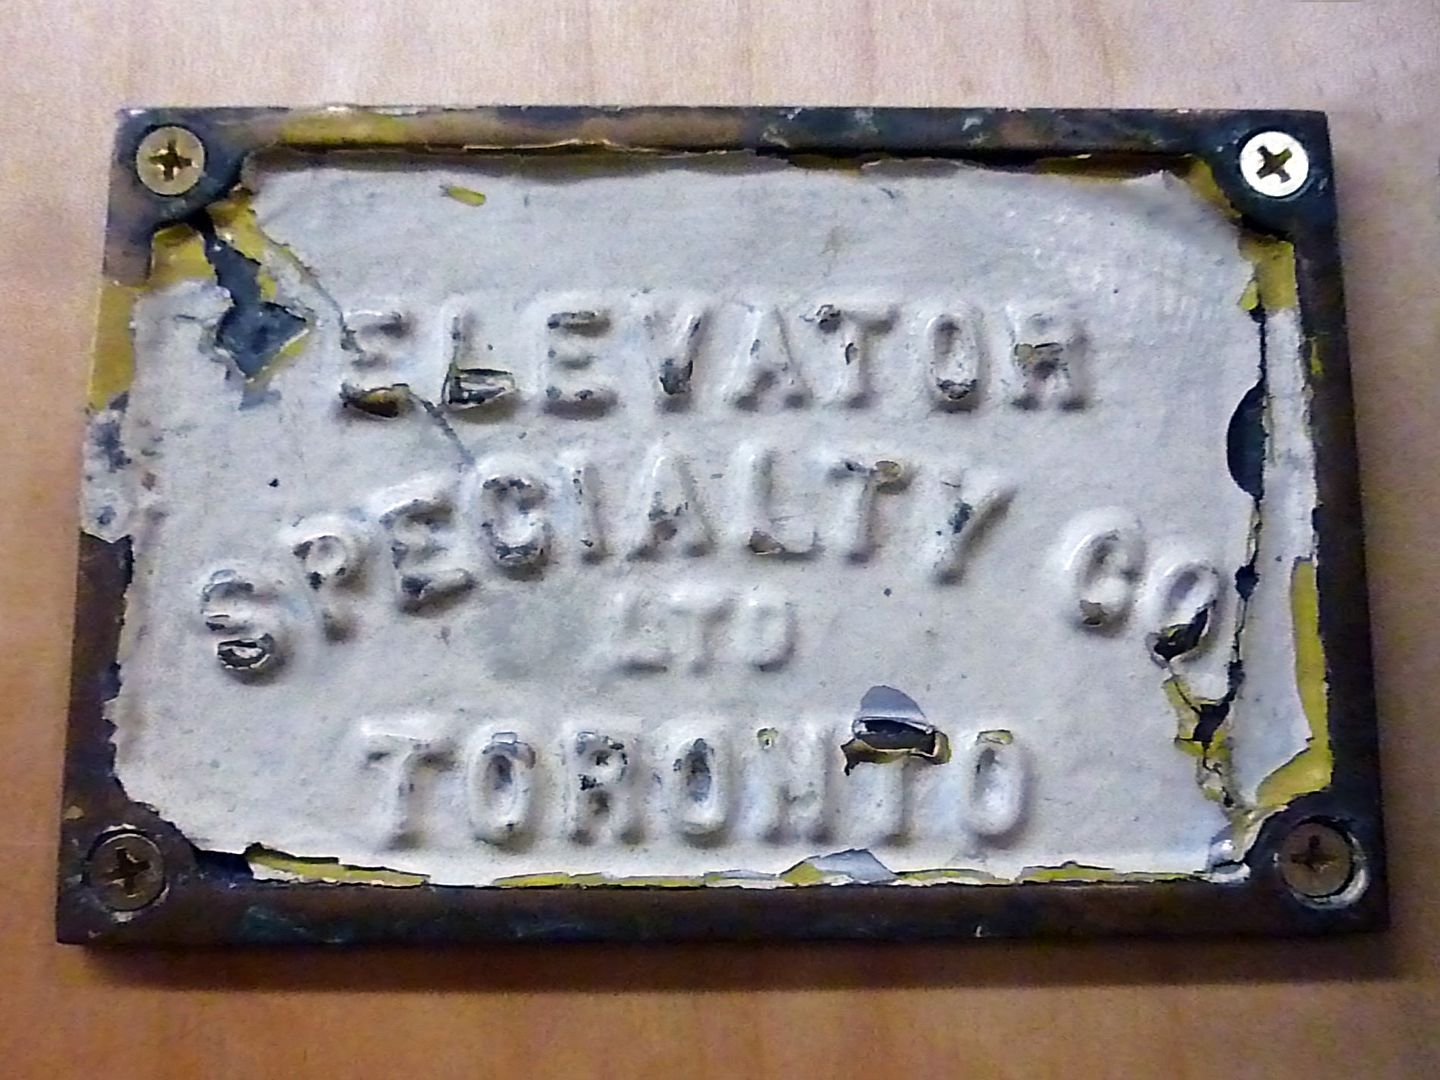 ELEVATOR
SPECIALTY CO
LTD
TORONTO